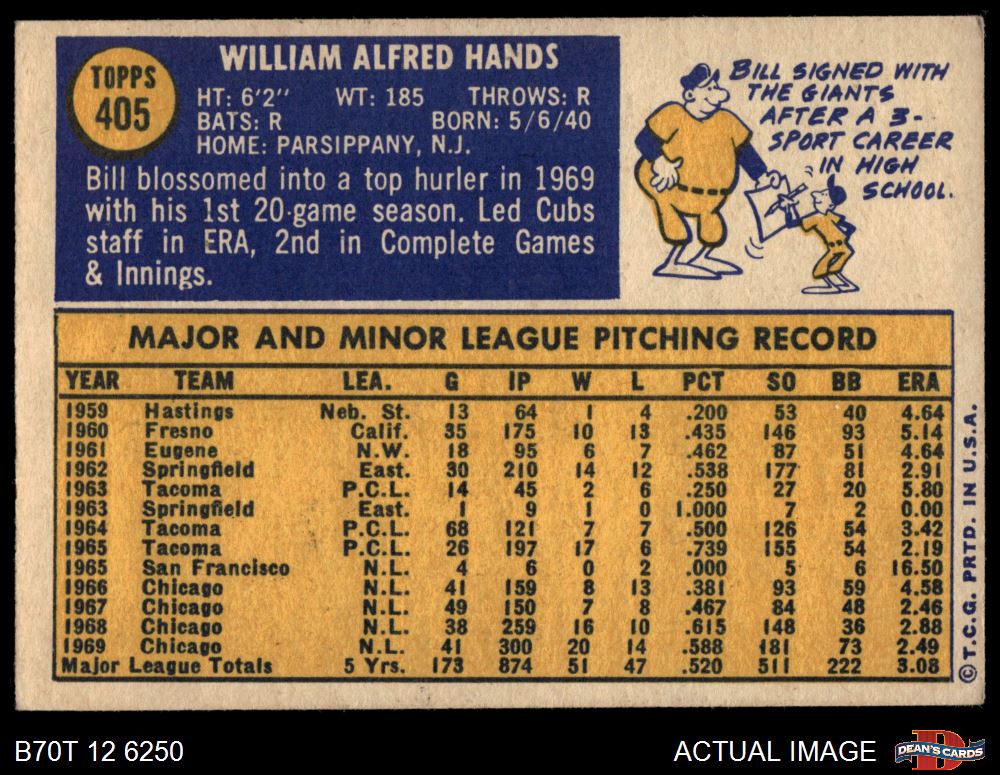 TOPPS
405
WILLIAM ALFRED HANDS
HT: 6'2" WT: 185 THROWS: R
BATS: R BORN: 5/6/40
HOME: PARSIPPANY, N.J.
Bill blossomed into a top hurler in 1969
with his 1st 20-game season. Led Cubs
staff in ERA, 2nd in Complete Games
& Innings.
BILL SIGNED WITH
THE GIANTS
AFTER A 3-
SPORT CAREER
IN HIGH
SCHOOL.
MAJOR AND MINOR LEAGUE PITCHING RECORD
YEAR TEAM LEA. G IP W L PCT SO BB ERA
1959 Hastings Neb. St. 13 64 1 4 .200 53 40 4.64
1960 Fresno Calif. 35 175 10 13 .435 146 93 5.14
1961 Eugene N.W. 18 95 6 7 .462 87 51 4.64
1962 Springfield East. 30 210 14 12 .538 177 81 2.91
1963 Tacoma P.C.L. 14 45 2 6 .250 27 20 5.80
1963 Springfield East. 1 9 1 0 1.000 7 2 0.00
1964 Tacoma P.C.L. 68 121 7 7 .500 126 54 3.42
1965 Tacoma P.C.L. 26 197 17 6 .739 155 54 2.19
1965 San Francisco N.L. 4 6 0 2 .000 5 6 16.50
1966 Chicago N.L. 41 159 8 13 .381 93 59 4.58
1967 Chicago N.L. 49 150 7 8 .467 84 48 2.46
1968 Chicago N.L. 38 259 16 10 .615 148 36 2.88
1969 Chicago N.L. 41 300 20 14 .588 181 73 2.49
Major League Totals 5 Yrs. 173 874 51 47 .520 511 222 3.08
© T.C.G. PRTD. IN U.S.A.
B70T 12 6250
ACTUAL IMAGE
DEAN'S CARDS